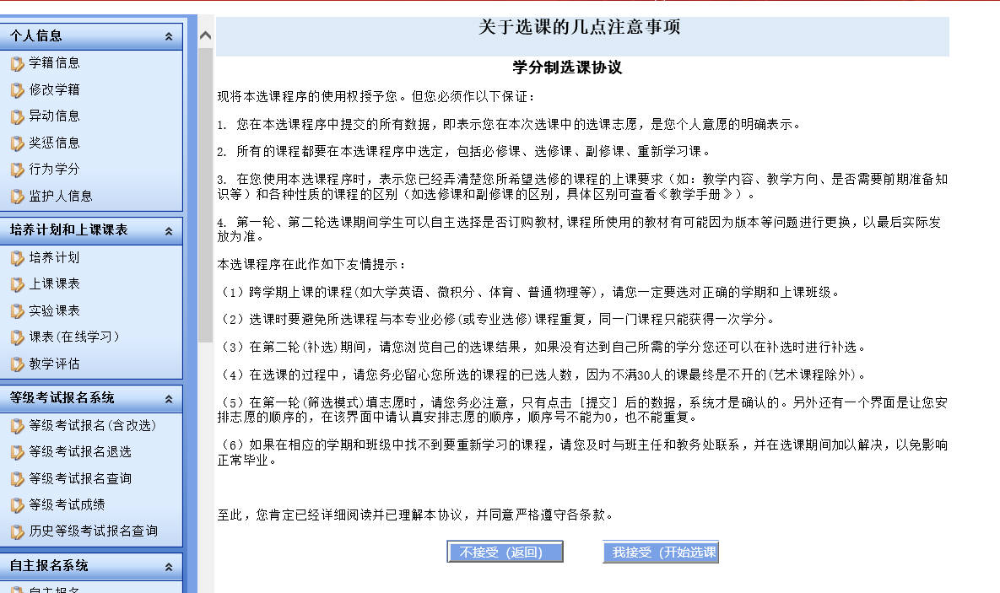 个人信息
学籍信息
修改学籍
异动信息
奖惩信息
行为学分
监护人信息
培养计划和上课课表
培养计划
上课课表
实验课表
课表(在线学习)
教学评估
等级考试报名系统
等级考试报名(含改选)
等级考试报名退选
等级考试报名查询
等级考试成绩
历史等级考试报名查询
自主报名系统
自主报名
关于选课的几点注意事项
学分制选课协议
现将本选课程序的使用权授予您。但您必须作以下保证：
1. 您在本选课程序中提交的所有数据，即表示您在本次选课中的选课志愿，是您个人意愿的明确表示。
2. 所有的课程都要在本选课程序中选定，包括必修课、选修课、副修课、重新学习课。
3. 在您使用本选课程序时，表示您已经弄清楚您所希望选修的课程的上课要求（如：教学内容、教学方向、是否需要前期准备知
识等）和各种性质的课程的区别（如选修课和副修课的区别，具体区别可查看《教学手册》）。
4. 第一轮、第二轮选课期间学生可以自主选择是否订购教材,课程所使用的教材有可能因为版本等问题进行更换，以最后实际发
放为准。
本选课程序在此作如下友情提示：
（1）跨学期上课的课程(如大学英语、微积分、体育、普通物理等)，请您一定要选对正确的学期和上课班级。
（2）选课时要避免所选课程与本专业必修(或专业选修)课程重复，同一门课程只能获得一次学分。
（3）在第二轮(补选)期间，请您浏览自己的选课结果，如果没有达到自己所需的学分您还可以在补选时进行补选。
（4）在选课的过程中，请您务必留心您所选的课程的已选人数，因为不满30人的课最终是不开的(艺术课程除外)。
（5）在第一轮(筛选模式)填志愿时，请您务必注意，只有点击［提交］后的数据，系统才是确认的。另外还有一个界面是让您安
排志愿的顺序的，在该界面中请认真安排志愿的顺序，顺序号不能为0，也不能重复。
（6）如果在相应的学期和班级中找不到要重新学习的课程，请您及时与班主任和教务处联系，并在选课期间加以解决，以免影响
正常毕业。
至此，您肯定已经详细阅读并已理解本协议，并同意严格遵守各条款。
不接受（返回） 我接受（开始选课